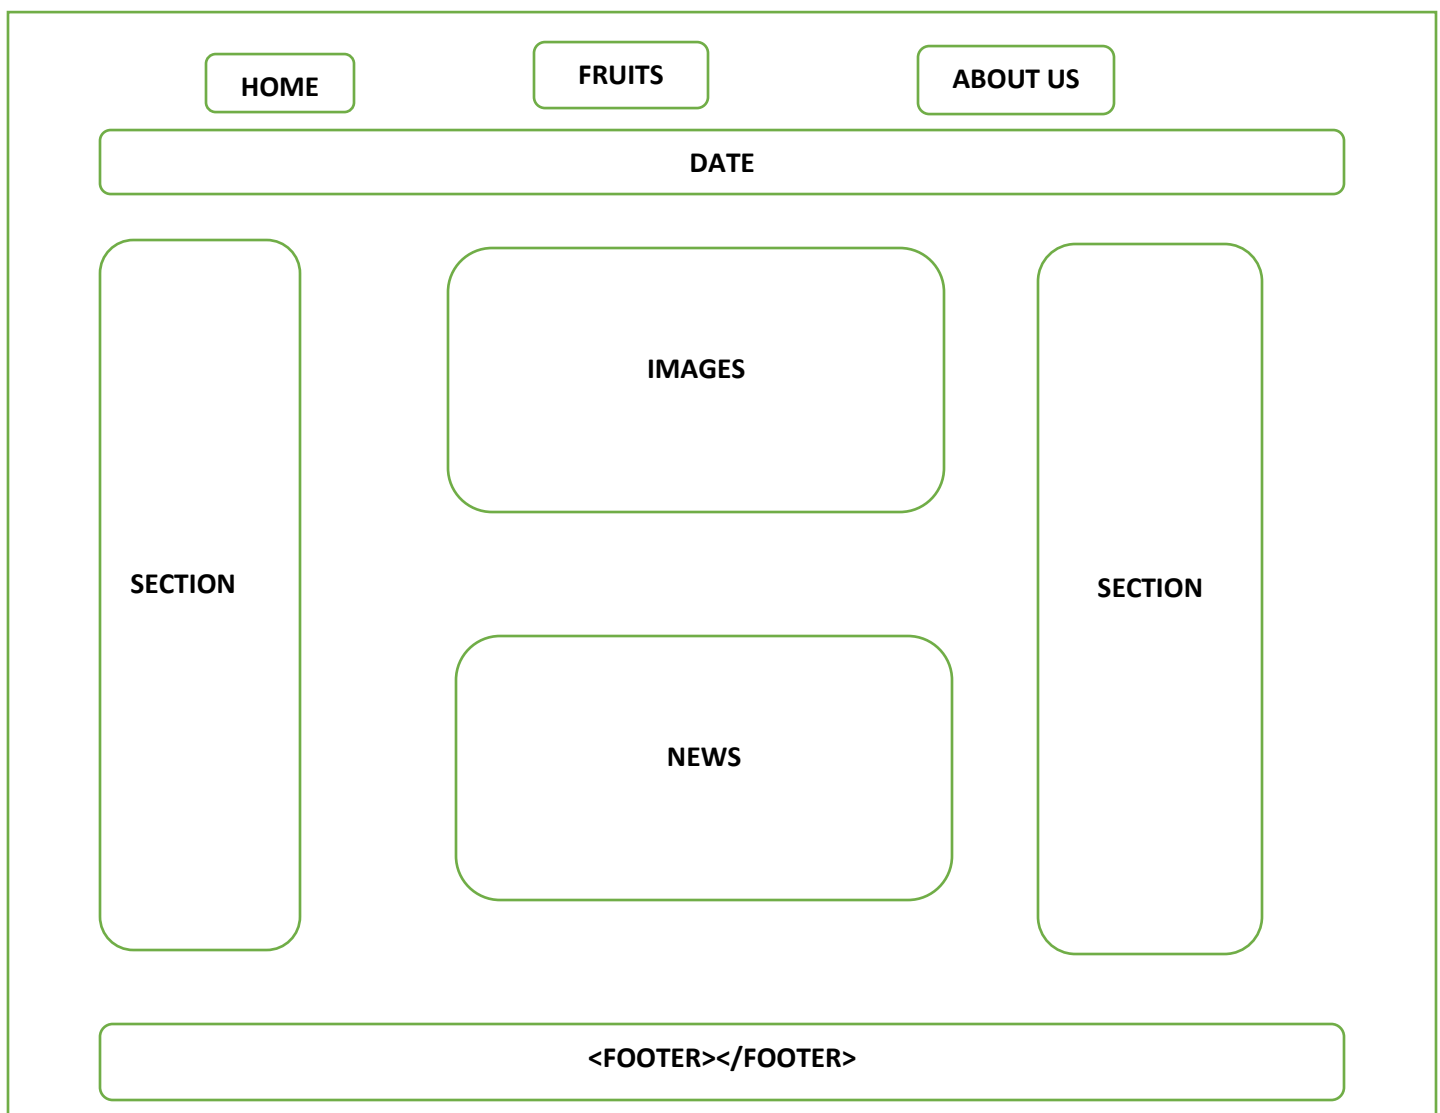 HOME
FRUITS
ABOUT US
DATE
IMAGES
SECTION
SECTION
NEWS
<FOOTER></FOOTER>